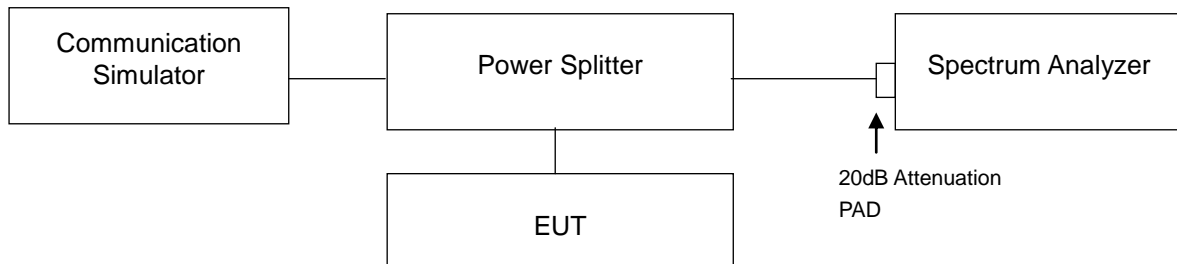 Communication
Simulator
Power Splitter
Spectrum Analyzer
20dB Attenuation
PAD
EUT